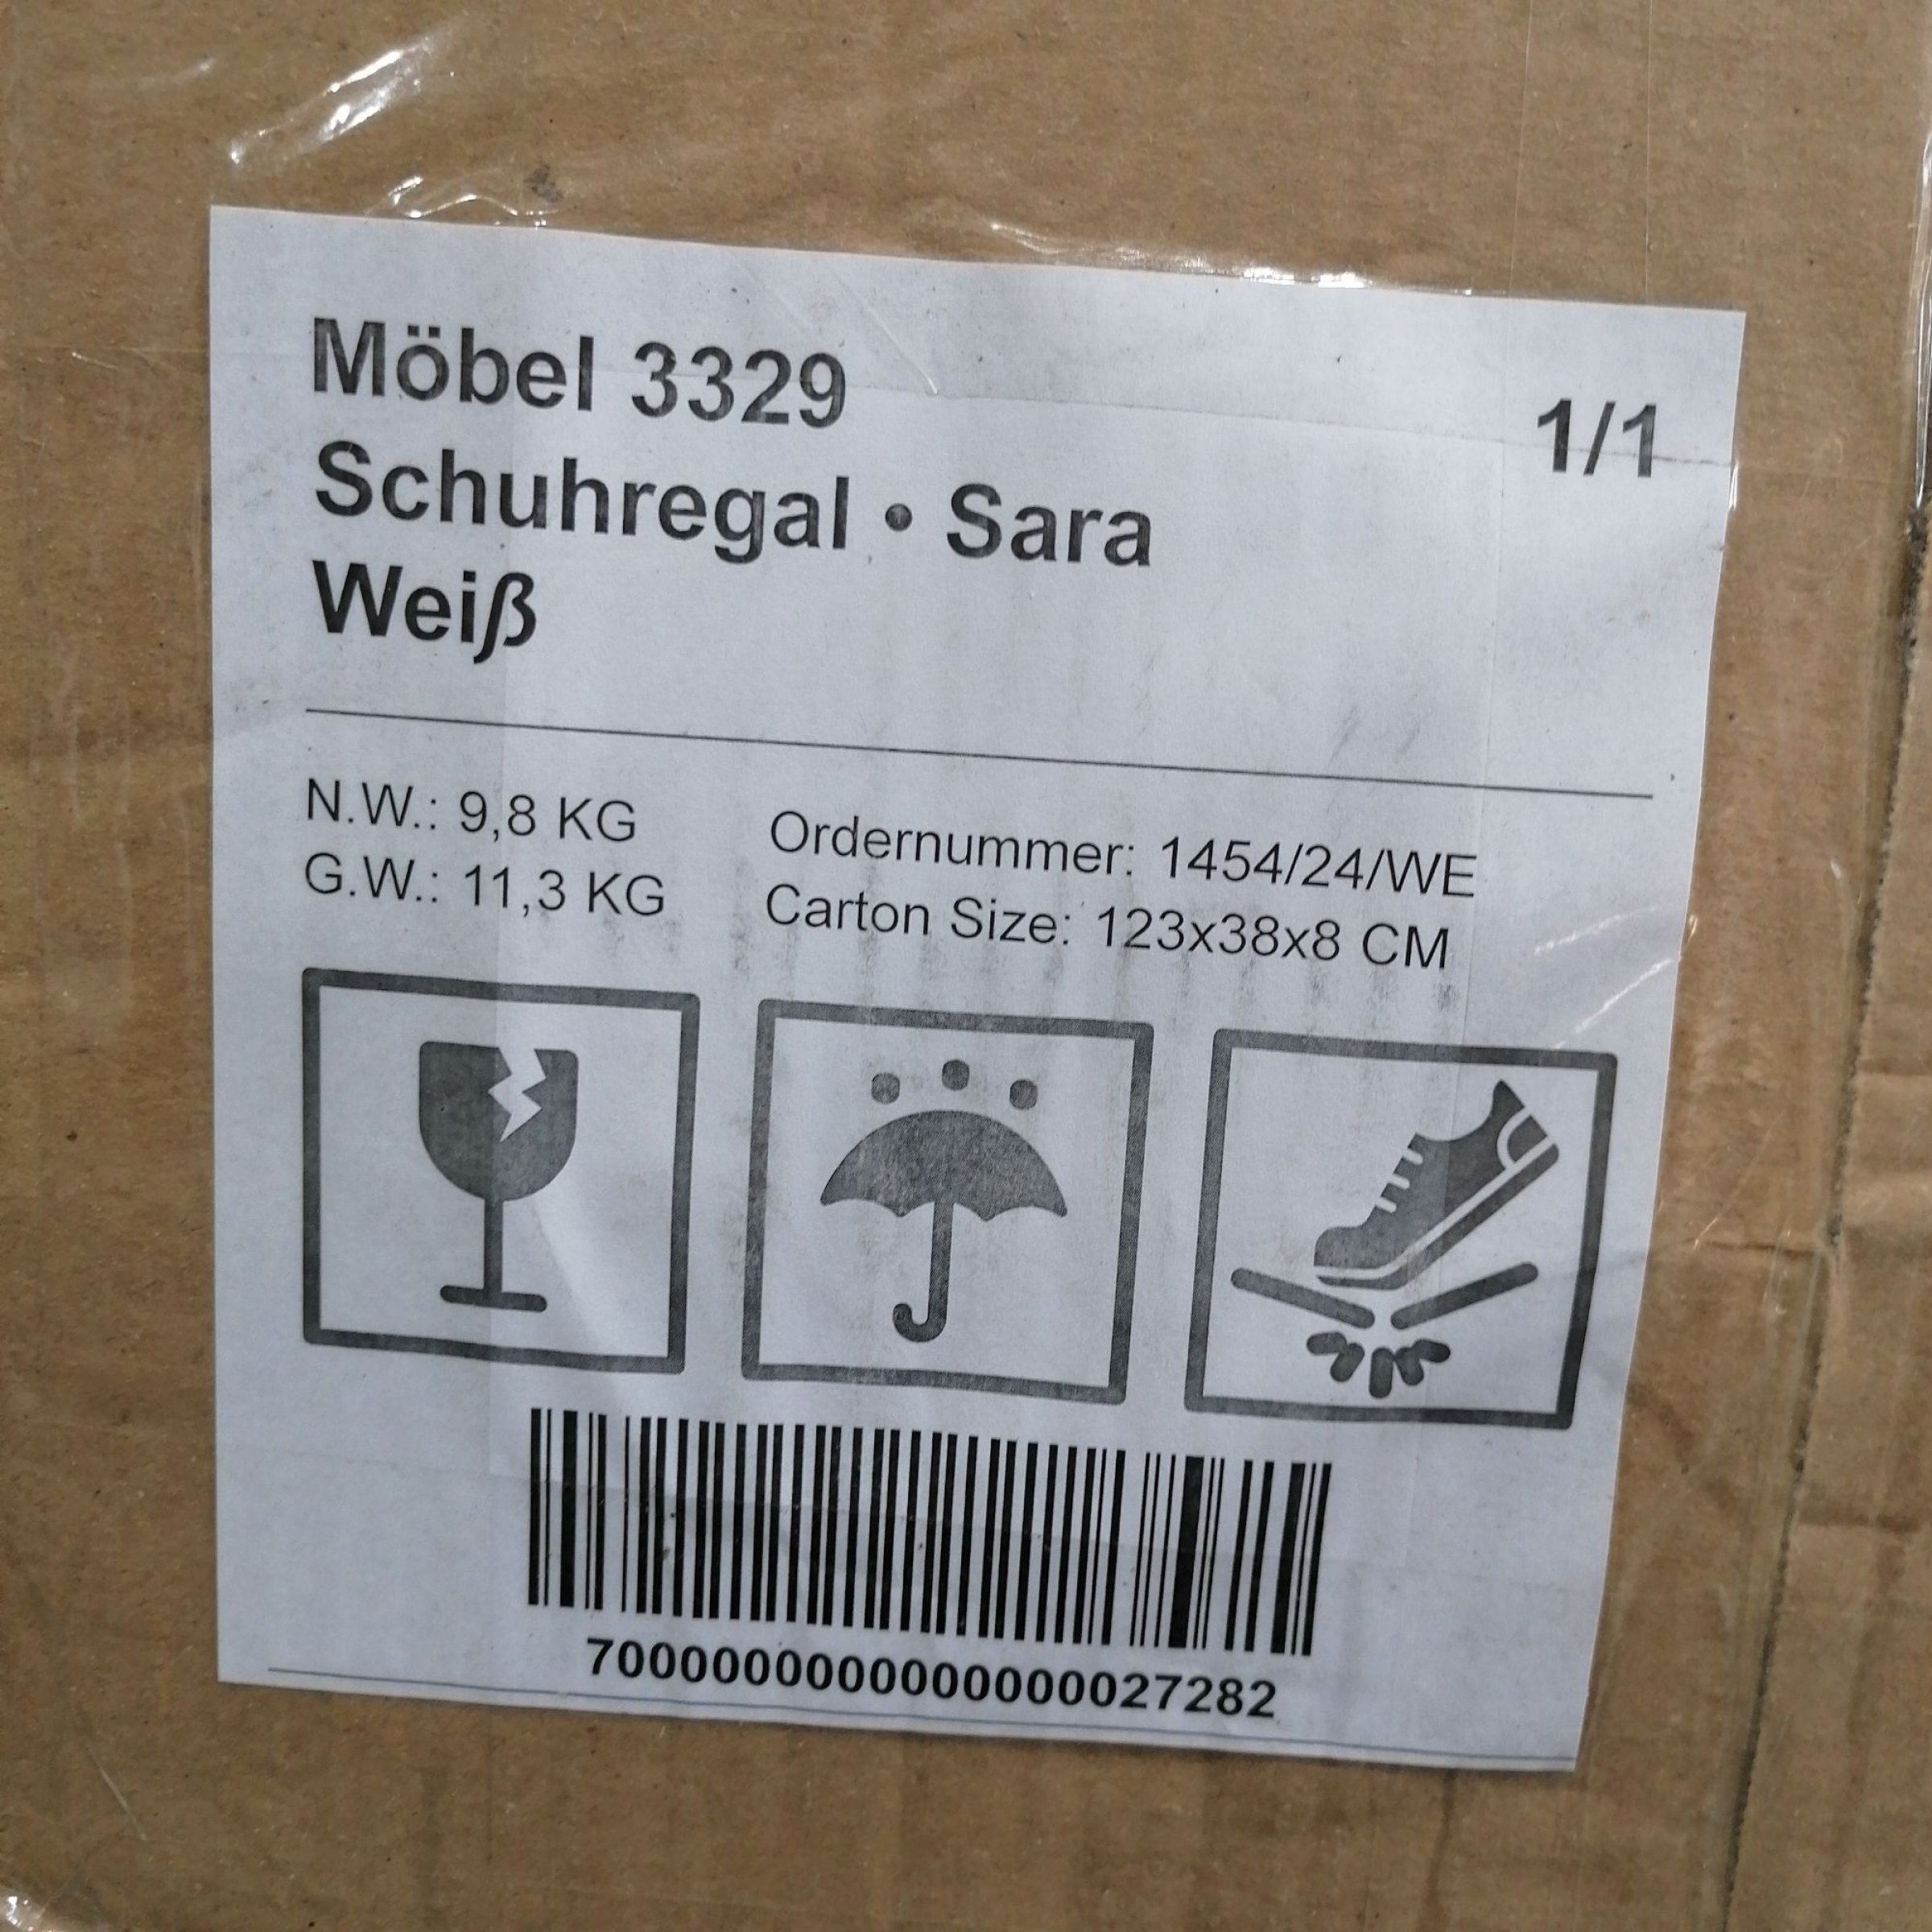 Möbel 3329
1/1
Schuhregal • Sara
Weiß
N.W.: 9,8 KG
G.W.: 11,3 KG
Ordernummer: 1454/24/WE
Carton Size: 123x38x8 CM
70000000000000000027282